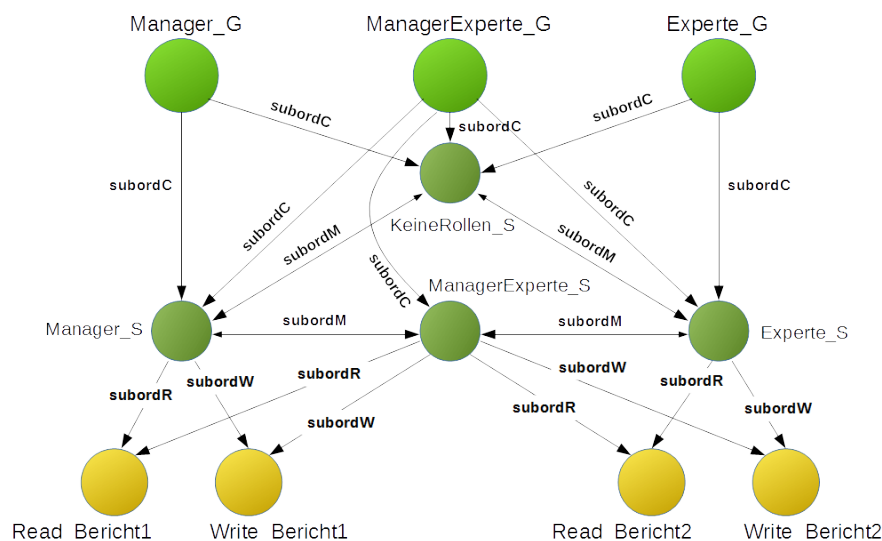 Manager_G
ManagerExperte_G
Experte_G
subordC
subordC
subordC
subordC
subordC
subordC
subordC
KeineRollen_S
subordM
subordM
subordC
ManagerExperte_S
Manager_S
subordM
subordM
Experte_S
subordR
subordW
subordR
subordW
subordR
subordW
subordR
subordW
Read Bericht1
Write Bericht1
Read Bericht2
Write Bericht2